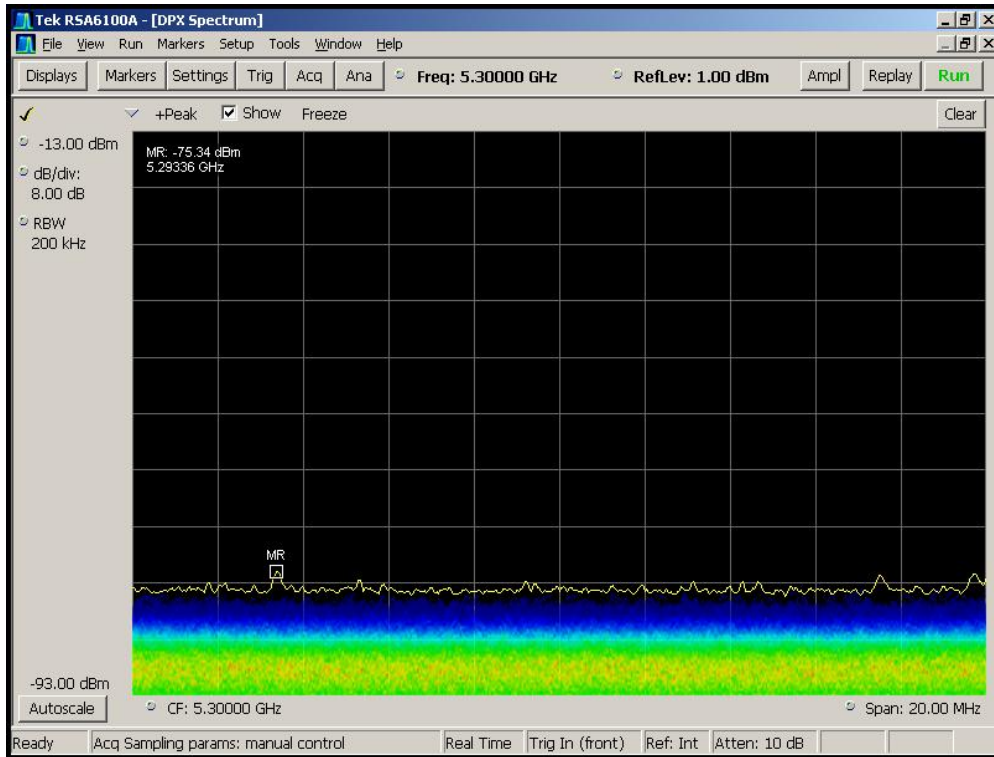 Tek RSA6100A - [DPX Spectrum]
File View Run Markers Setup Tools Window Help
Displays Markers Settings Trig Acq Ana Freq: 5.30000 GHz RefLev: 1.00 dBm Ampl Replay Run
+Peak Show Freeze Clear
-13.00 dBm
dB/div:
8.00 dB
RBW
200 kHz
MR: -75.34 dBm
5.29336 GHz
MR
-93.00 dBm
Autoscale CF: 5.30000 GHz Span: 20.00 MHz
Ready Acq Sampling params: manual control Real Time Trig In (front) Ref: Int Atten: 10 dB